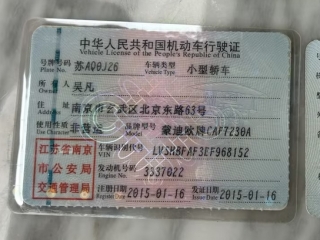 中华人民共和国机动车行驶证
Vehicle License of the People's Republic of China
号牌号码 苏AQ0J26 车辆类型 小型轿车
Plate No. Vehicle Type
所有人 吴凡
Owner
住址 南京市玄武区北京东路63号
Address
使用性质 非营运 品牌型号 蒙迪欧牌CAF7230A
Use Character Model
江苏省南京 车辆识别代号 LVSHBFAF3EF968152
VIN
市公安局 发动机号码 3537022
Engine No.
交通管理局 注册日期 2015-01-16 发证日期 2015-01-16
Register Date Issue Date